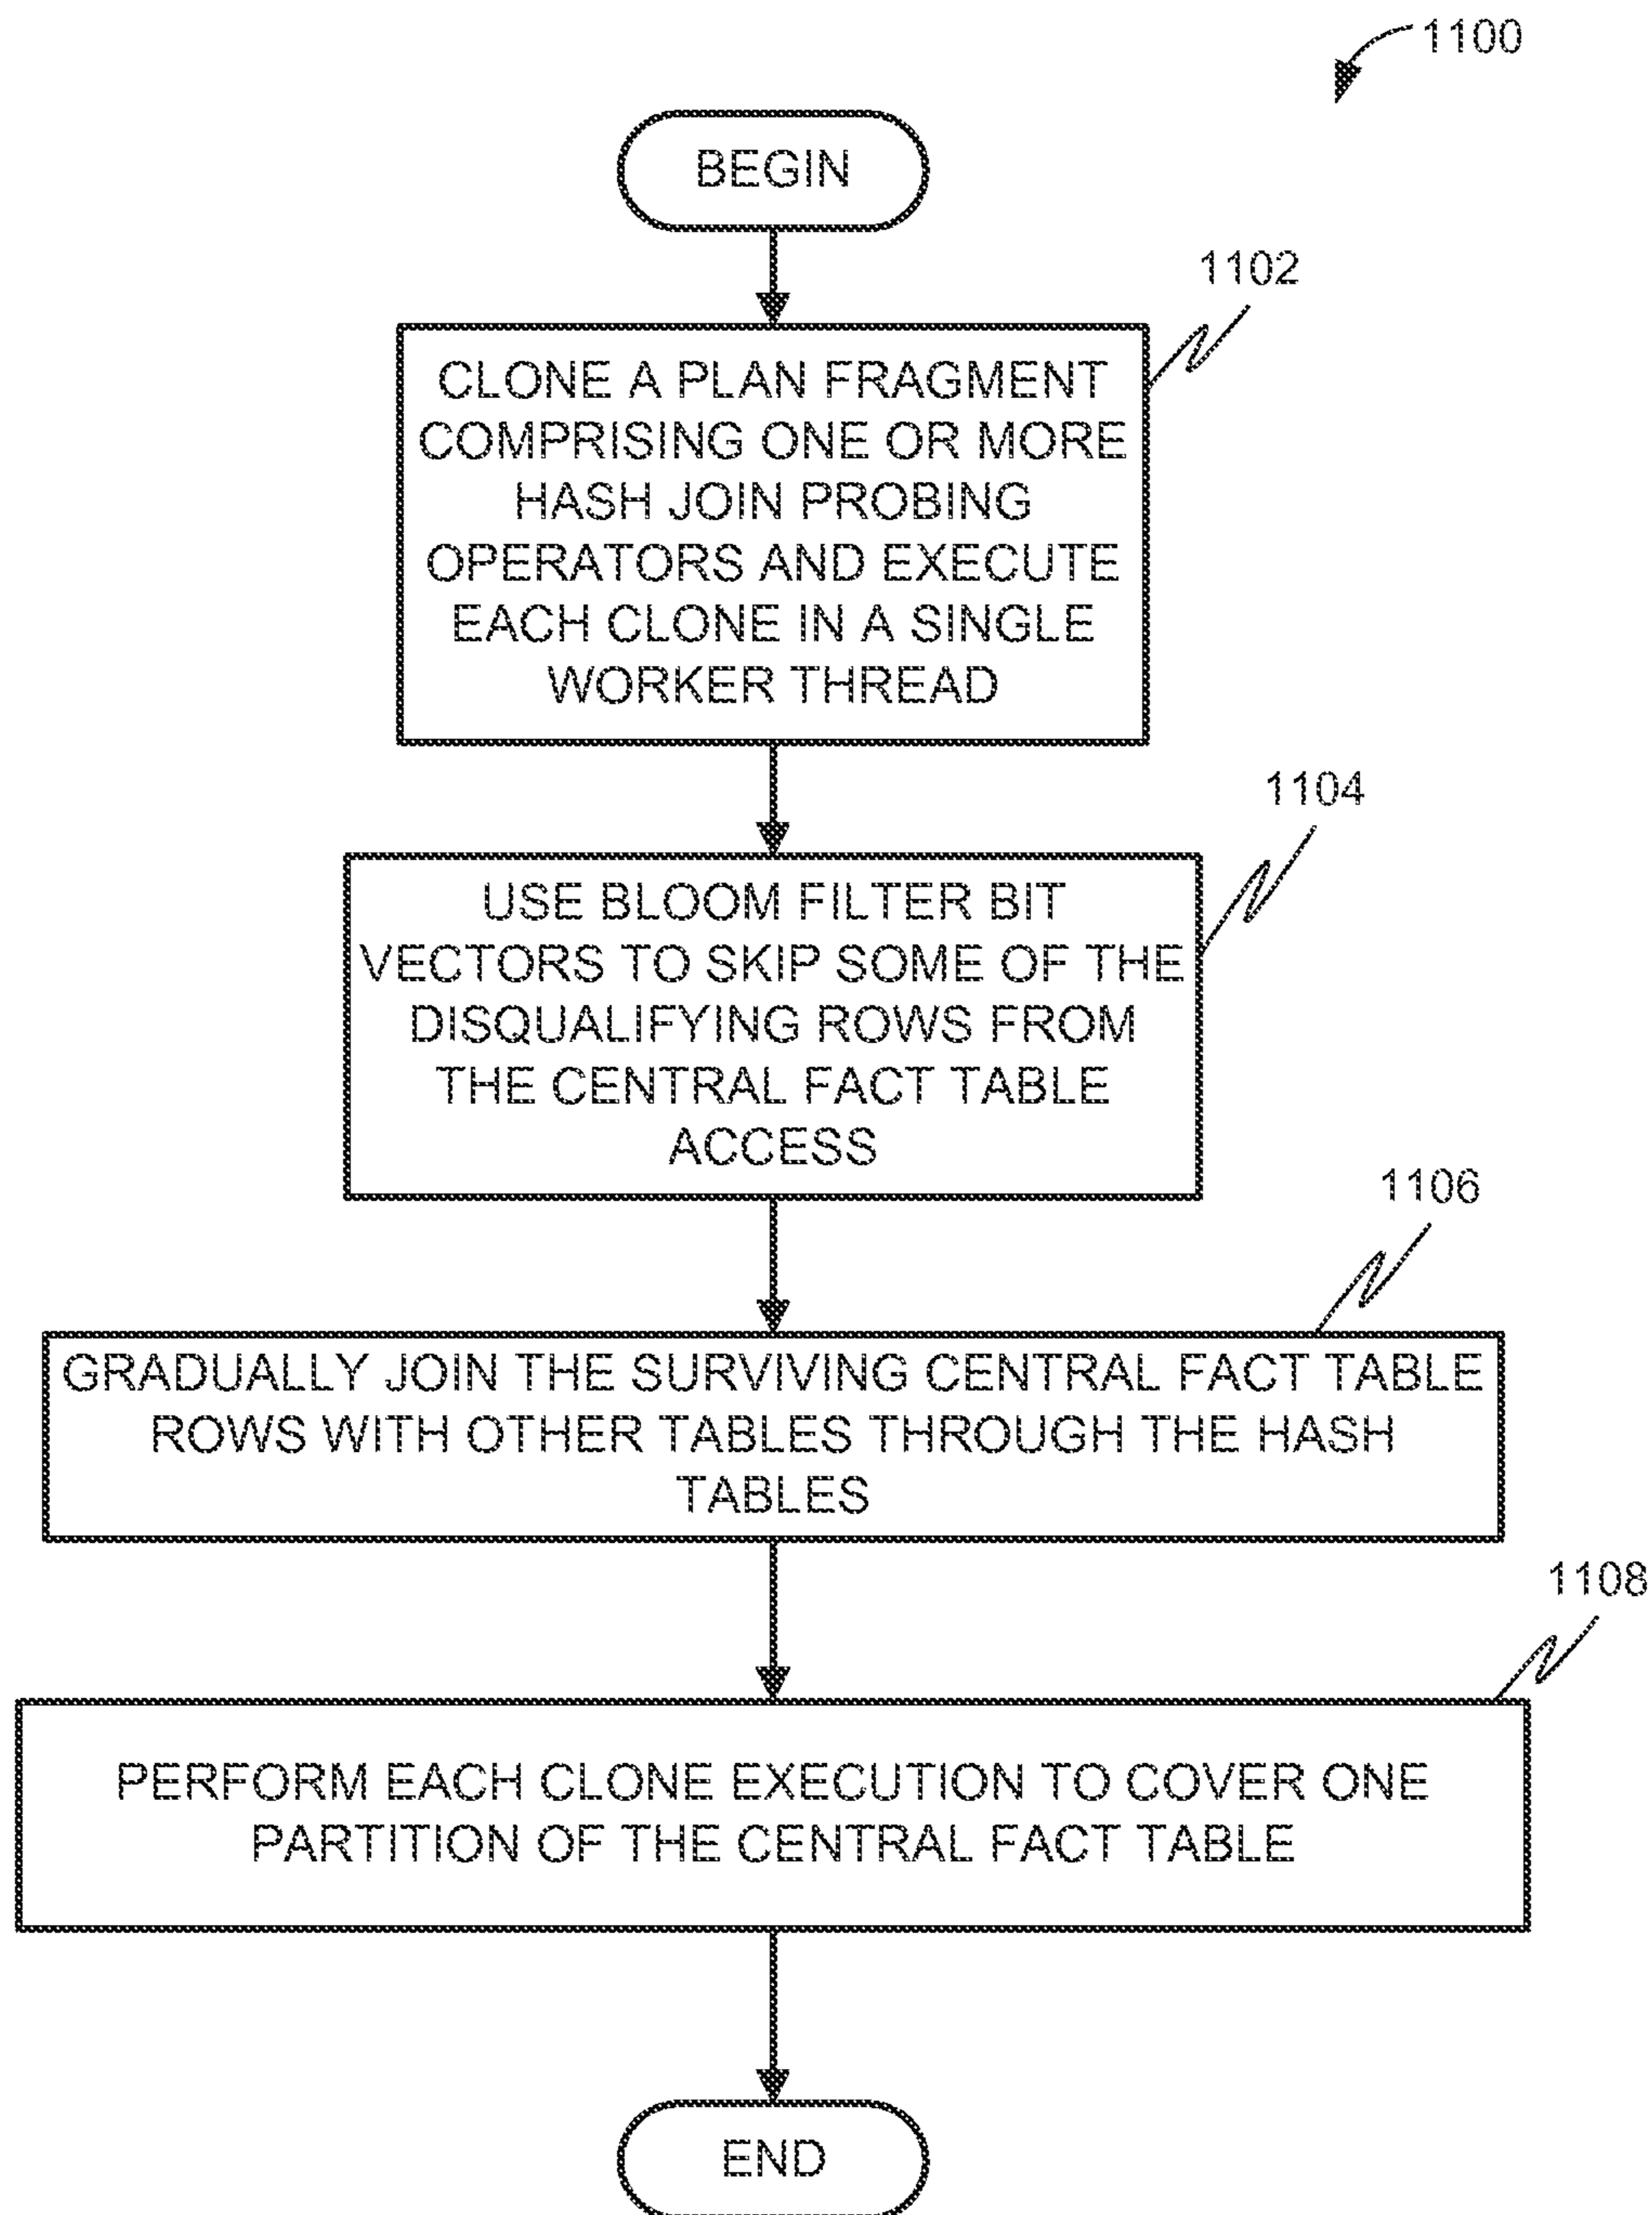 1100
BEGIN
1102
CLONE A PLAN FRAGMENT
COMPRISING ONE OR MORE
HASH JOIN PROBING
OPERATORS AND EXECUTE
EACH CLONE IN A SINGLE
WORKER THREAD
1104
USE BLOOM FILTER BIT
VECTORS TO SKIP SOME OF THE
DISQUALIFYING ROWS FROM
THE CENTRAL FACT TABLE
ACCESS
1106
GRADUALLY JOIN THE SURVIVING CENTRAL FACT TABLE
ROWS WITH OTHER TABLES THROUGH THE HASH
TABLES
1108
PERFORM EACH CLONE EXECUTION TO COVER ONE
PARTITION OF THE CENTRAL FACT TABLE
END